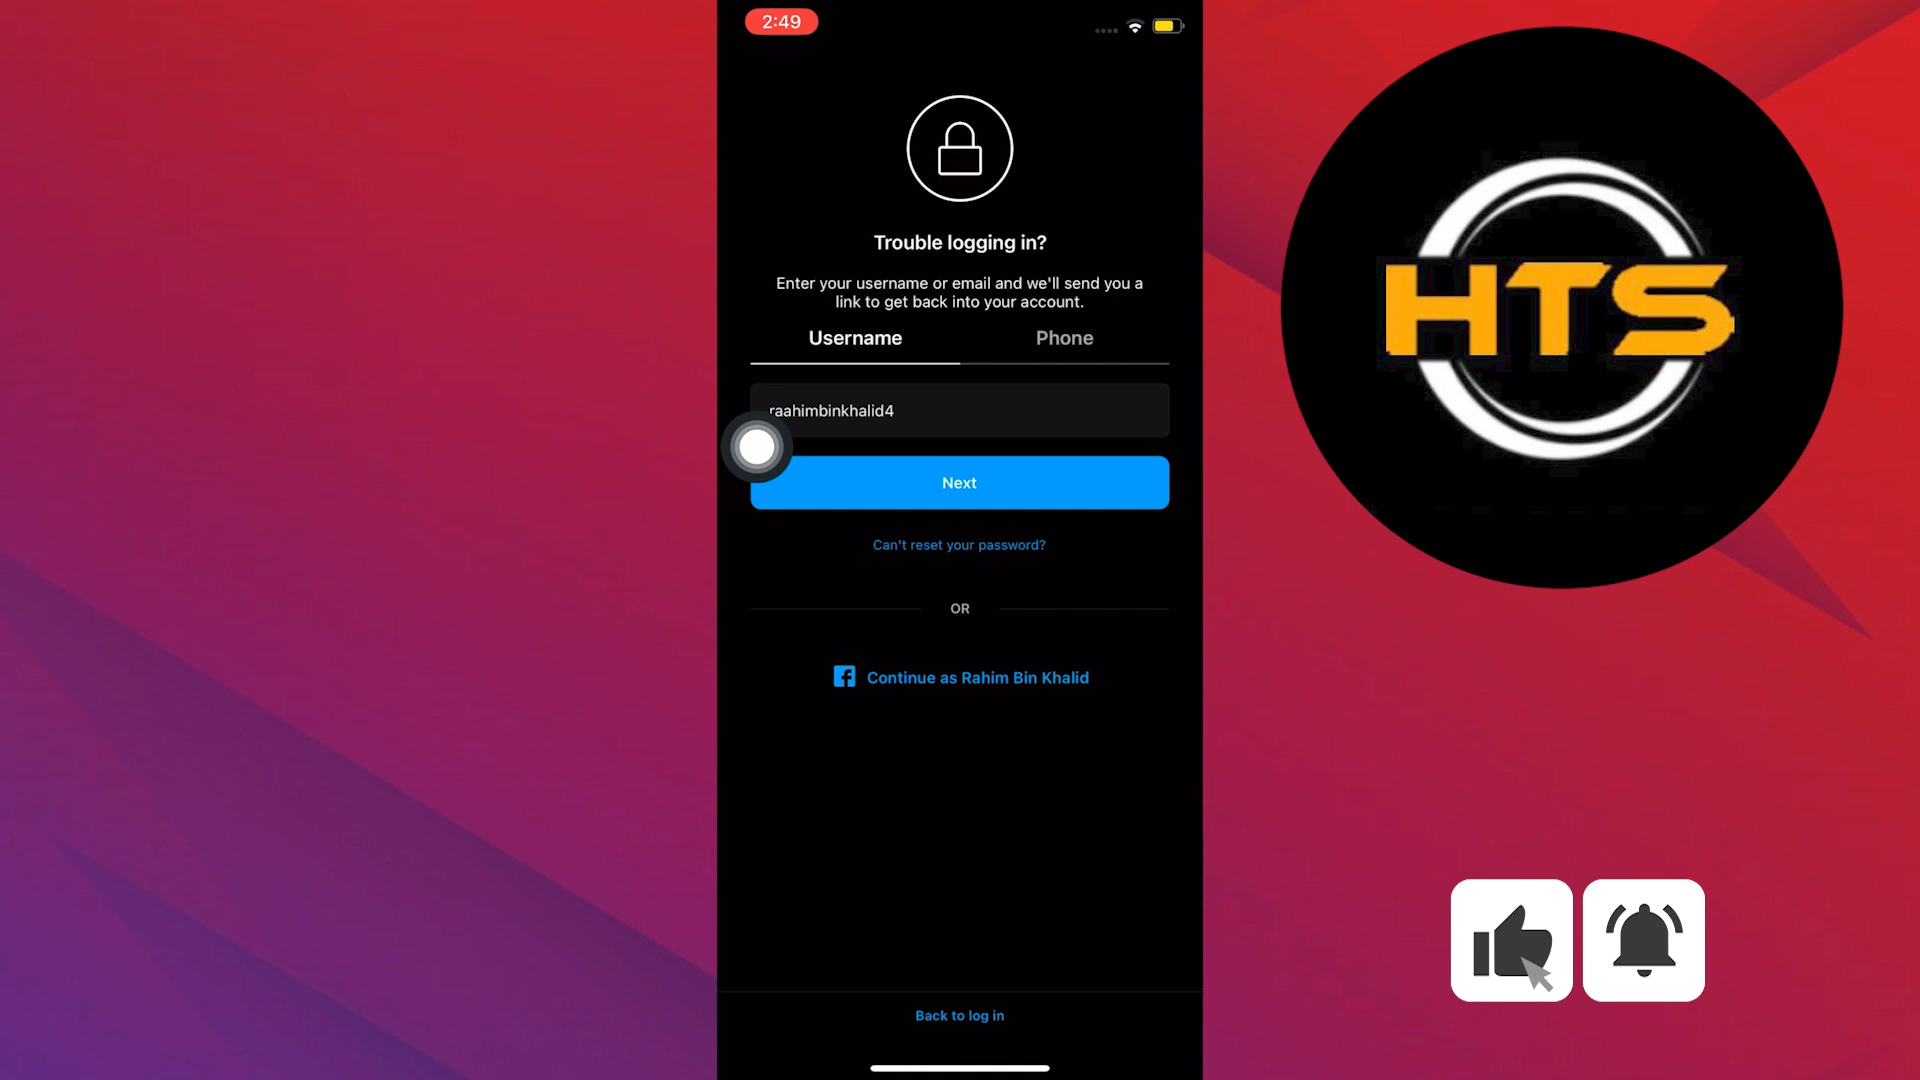 2:49
Trouble logging in?
Enter your username or email and we'll send you a
link to get back into your account.
Username
Phone
raahimbinkhalid4
Next
Can't reset your password?
OR
Continue as Rahim Bin Khalid
Back to log in
HTS